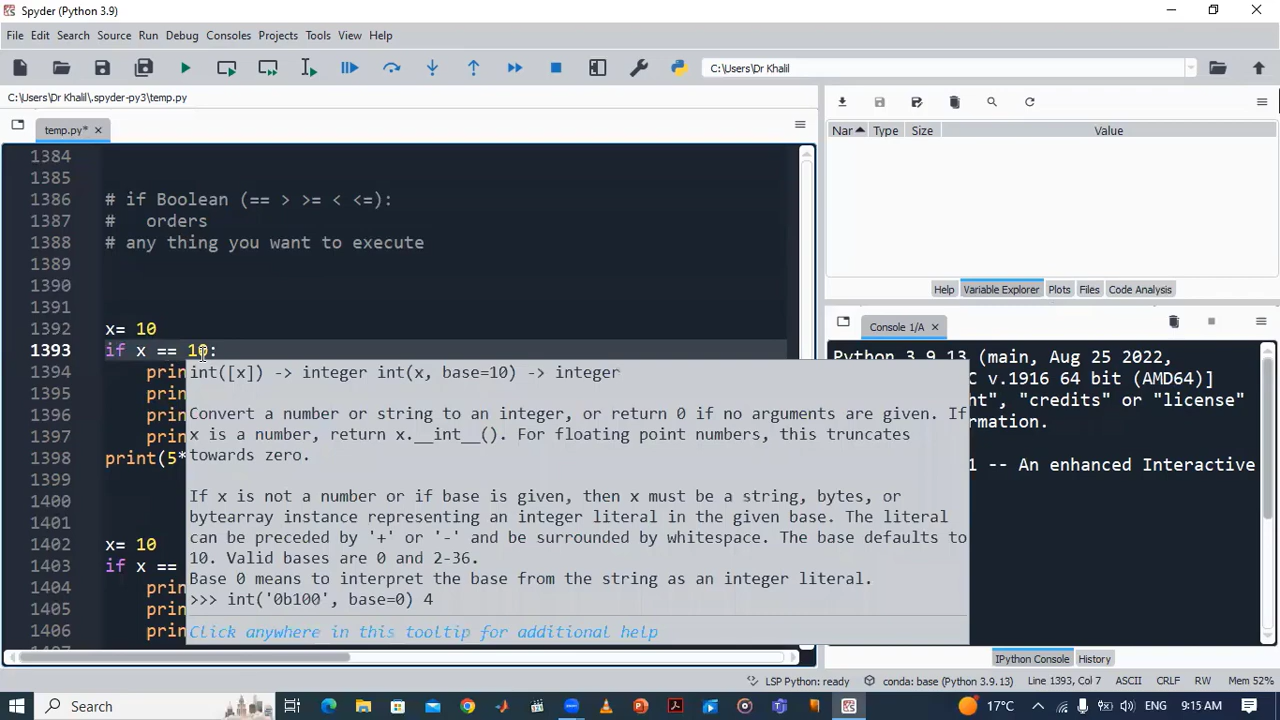 Spyder (Python 3.9)
File Edit Search Source Run Debug Consoles Projects Tools View Help
C:\Users\Dr Khalil
C:\Users\Dr Khalil\.spyder-py3\temp.py
temp.py*
1384
1385
1386 # if Boolean (== > >= < <=):
1387 #   orders
1388 # any thing you want to execute
1389
1390
1391
1392 x= 10
1393 if x == 10:
1394 prin
1395 prin
1396 prin
1397 prin
1398 print(5*
1399
1400
1401
1402 x= 10
1403 if x ==
1404 prin
1405 prin
1406 prin
int([x]) -> integer int(x, base=10) -> integer
Convert a number or string to an integer, or return 0 if no arguments are given. If
x is a number, return x.__int__(). For floating point numbers, this truncates
towards zero.
If x is not a number or if base is given, then x must be a string, bytes, or
bytearray instance representing an integer literal in the given base. The literal
can be preceded by '+' or '-' and be surrounded by whitespace. The base defaults to
10. Valid bases are 0 and 2-36.
Base 0 means to interpret the base from the string as an integer literal.
>>> int('0b100', base=0) 4
Click anywhere in this tooltip for additional help
Nar Type Size Value
Help Variable Explorer Plots Files Code Analysis
Console 1/A
Python 3.9.13 (main, Aug 25 2022,
C v.1916 64 bit (AMD64)]
ht", "credits" or "license"
rmation.
1 -- An enhanced Interactive
IPython Console History
LSP Python: ready conda: base (Python 3.9.13) Line 1393, Col 7 ASCII CRLF RW Mem 52%
Search 17°C ENG 9:15 AM